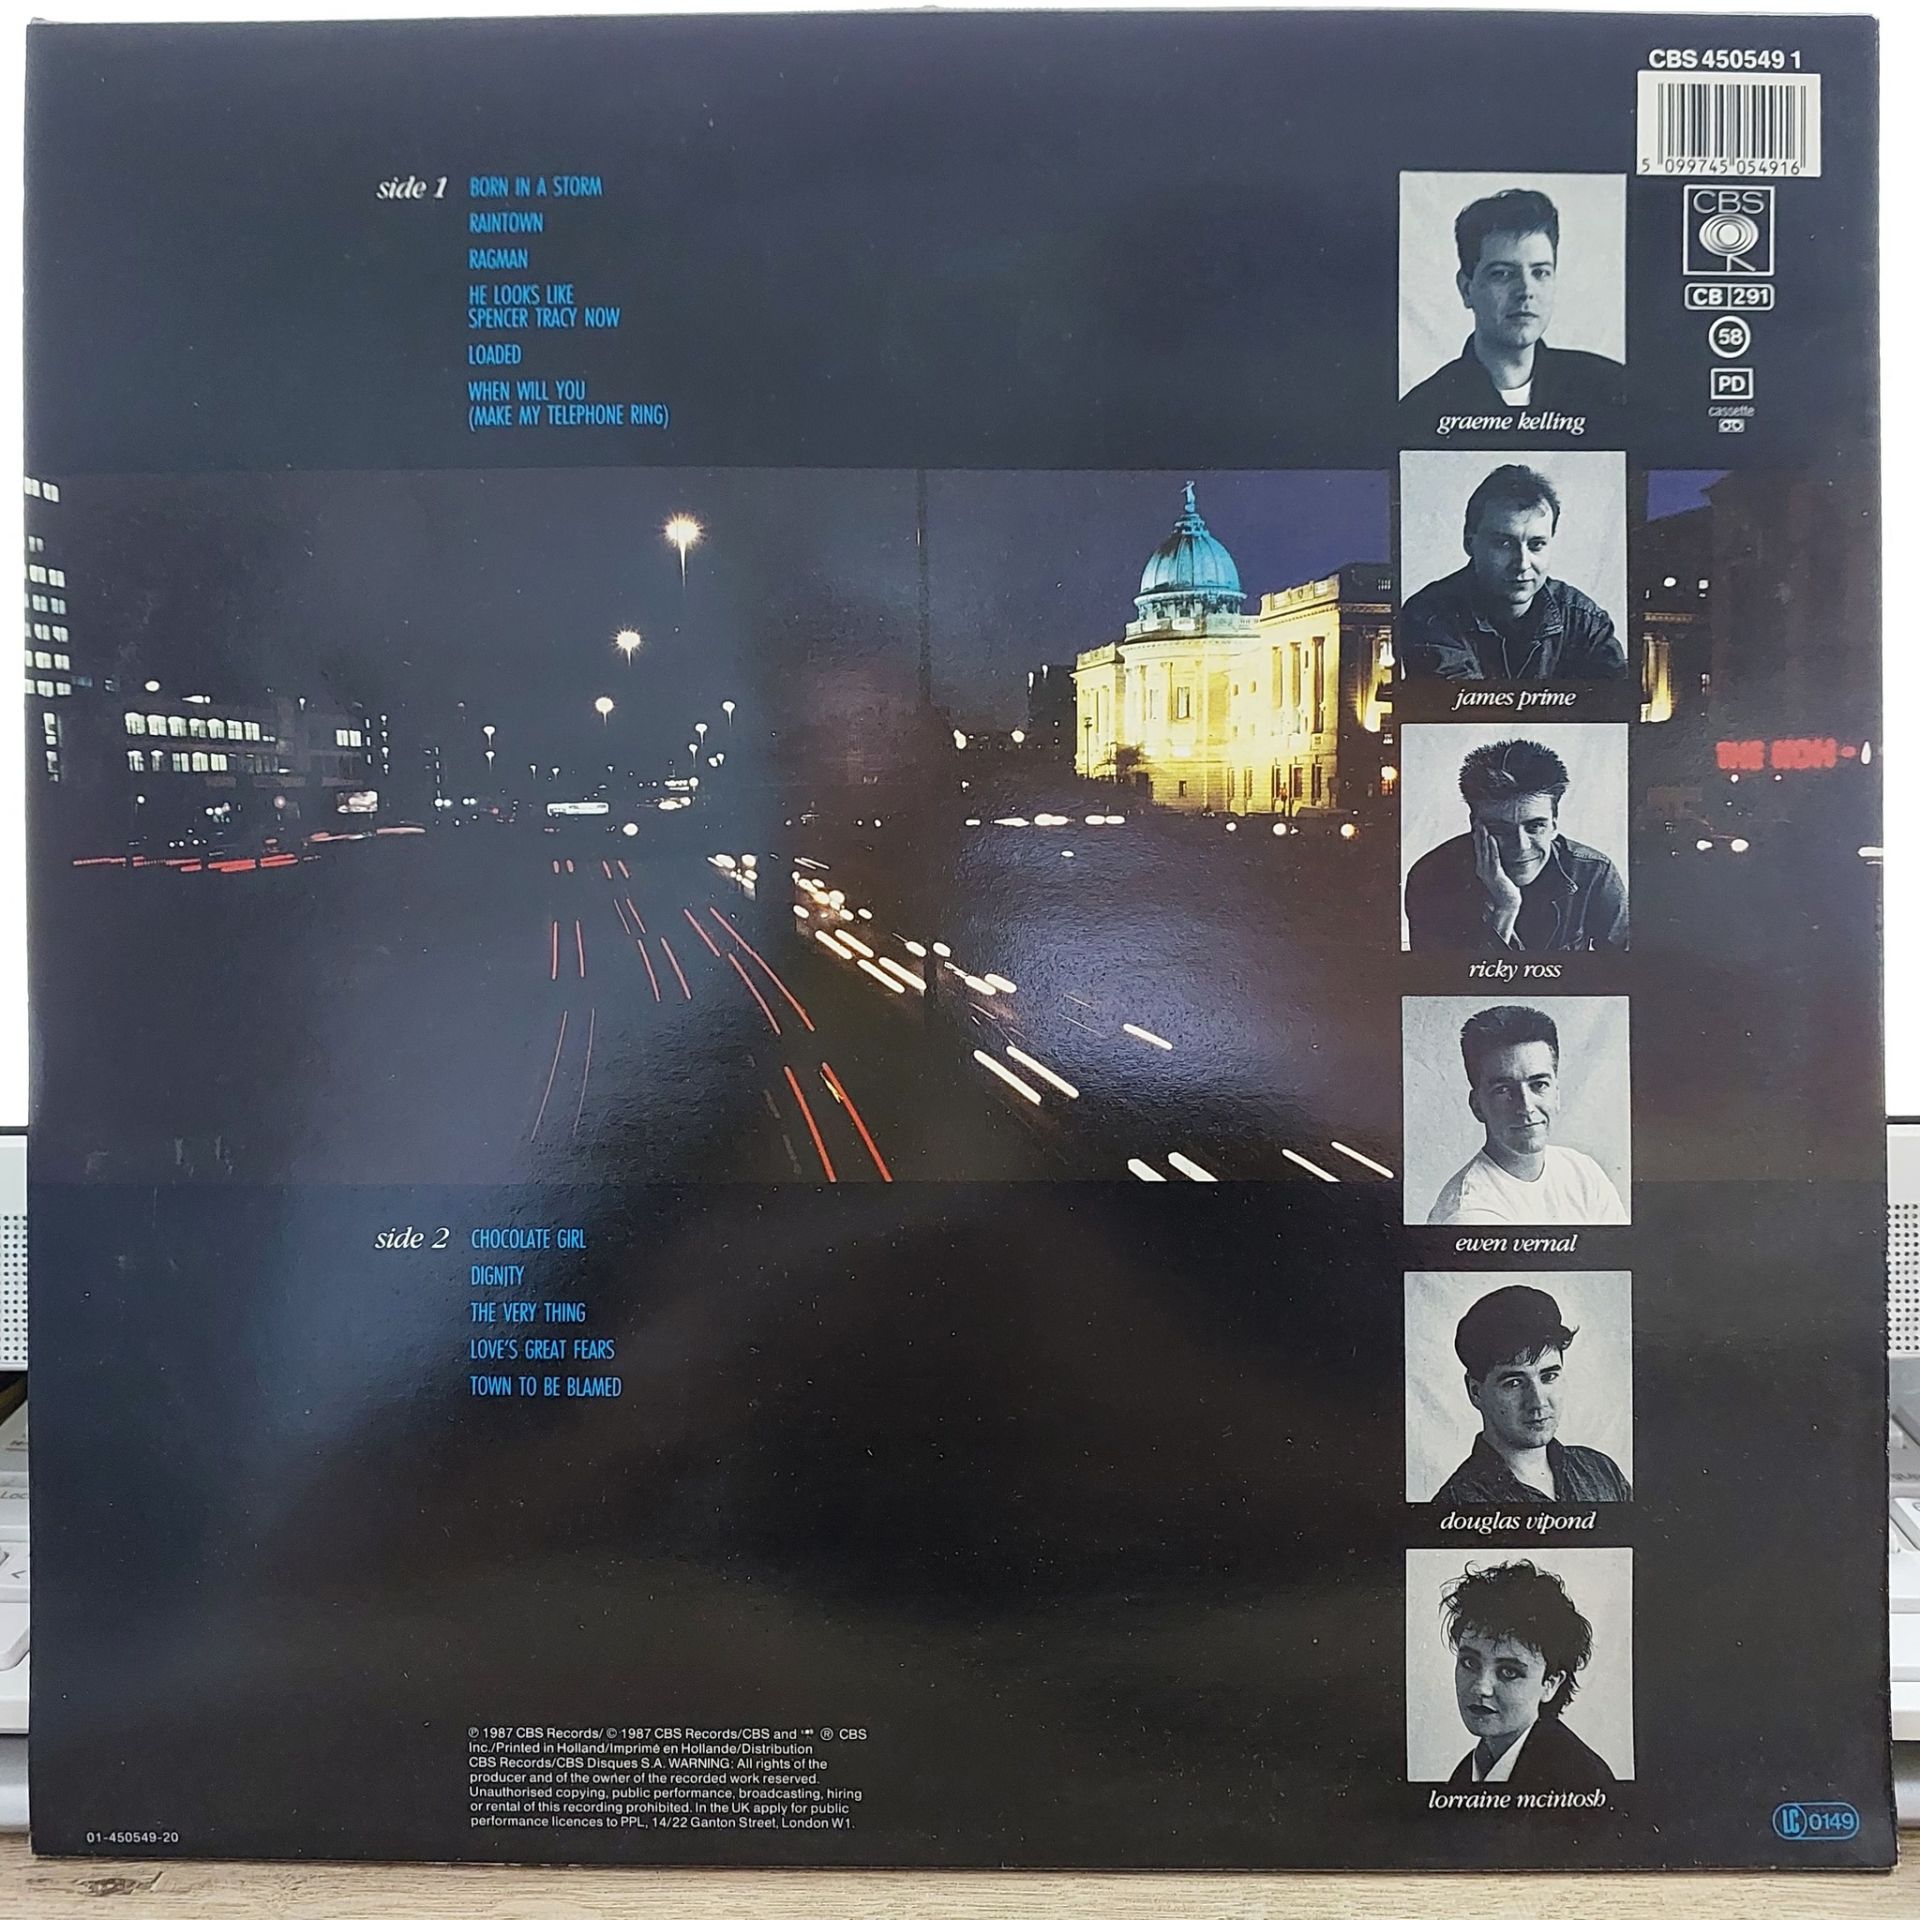 CBS 450549 1
5 099745 054916
CBS
CB 291
58
PD
cassette
side 1
BORN IN A STORM
RAINTOWN
RAGMAN
HE LOOKS LIKE
SPENCER TRACY NOW
LOADED
WHEN WILL YOU
(MAKE MY TELEPHONE RING)
graeme kelling
james prime
ricky ross
ewen vernal
douglas vipond
lorraine mcintosh
side 2
CHOCOLATE GIRL
DIGNITY
THE VERY THING
LOVE'S GREAT FEARS
TOWN TO BE BLAMED
℗ 1987 CBS Records/ © 1987 CBS Records/CBS and ® CBS
Inc./Printed in Holland/Imprimé en Hollande/Distribution
CBS Records/CBS Disques S.A. WARNING: All rights of the
producer and of the owner of the recorded work reserved.
Unauthorised copying, public performance, broadcasting, hiring
or rental of this recording prohibited. In the UK apply for public
performance licences to PPL, 14/22 Ganton Street, London W1.
01-450549-20
LC 0149